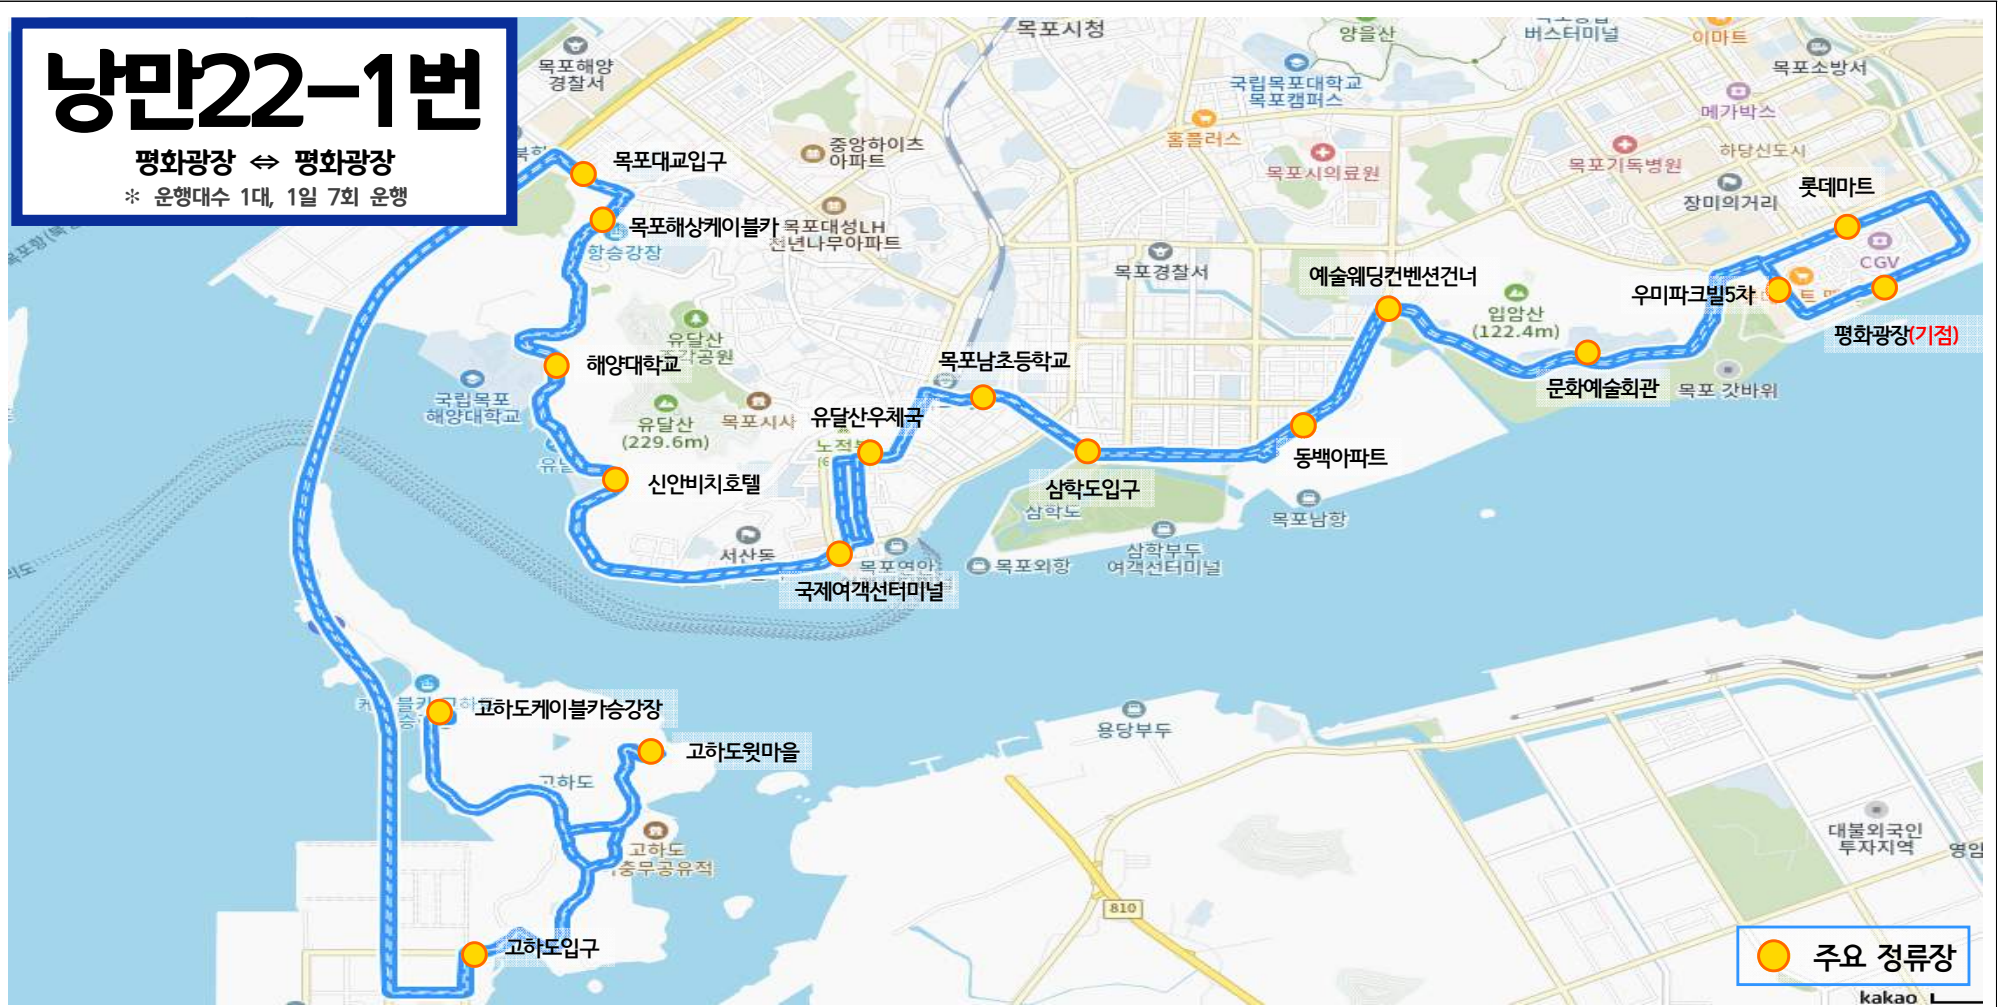 낭만22-1번
평화광장 ⇔ 평화광장
※ 운행대수 1대, 1일 7회 운행
목포시청
양을산
버스터미널
이마트
목포소방서
목포해양
경찰서
국립목포대학교
목포캠퍼스
메가박스
홈플러스
중앙하이츠
아파트
목포시의료원
목포기독병원
하당신도시
장미의거리
롯데마트
목포대교입구
목포해상케이블카
항승강장
목포대성LH
천년나무아파트
목포경찰서
CGV
예술웨딩컨벤션건너
입암산
(122.4m)
우미파크빌5차
평화광장(기점)
유달산
해양대학교
목포남초등학교
문화예술회관
목포 갓바위
국립목포
해양대학교
유달산
(229.6m)
목포시사
유달산우체국
동백아파트
신안비치호텔
삼학도입구
삼학도
목포남항
서산동
목포연안
목포외항
삼학부두
여객선터미널
국제여객선터미널
고하도케이블카승강장
고하도윗마을
용당부두
고하도
고하도
충무공유적
대불외국인
투자지역
영암
810
고하도입구
주요 정류장
kakao